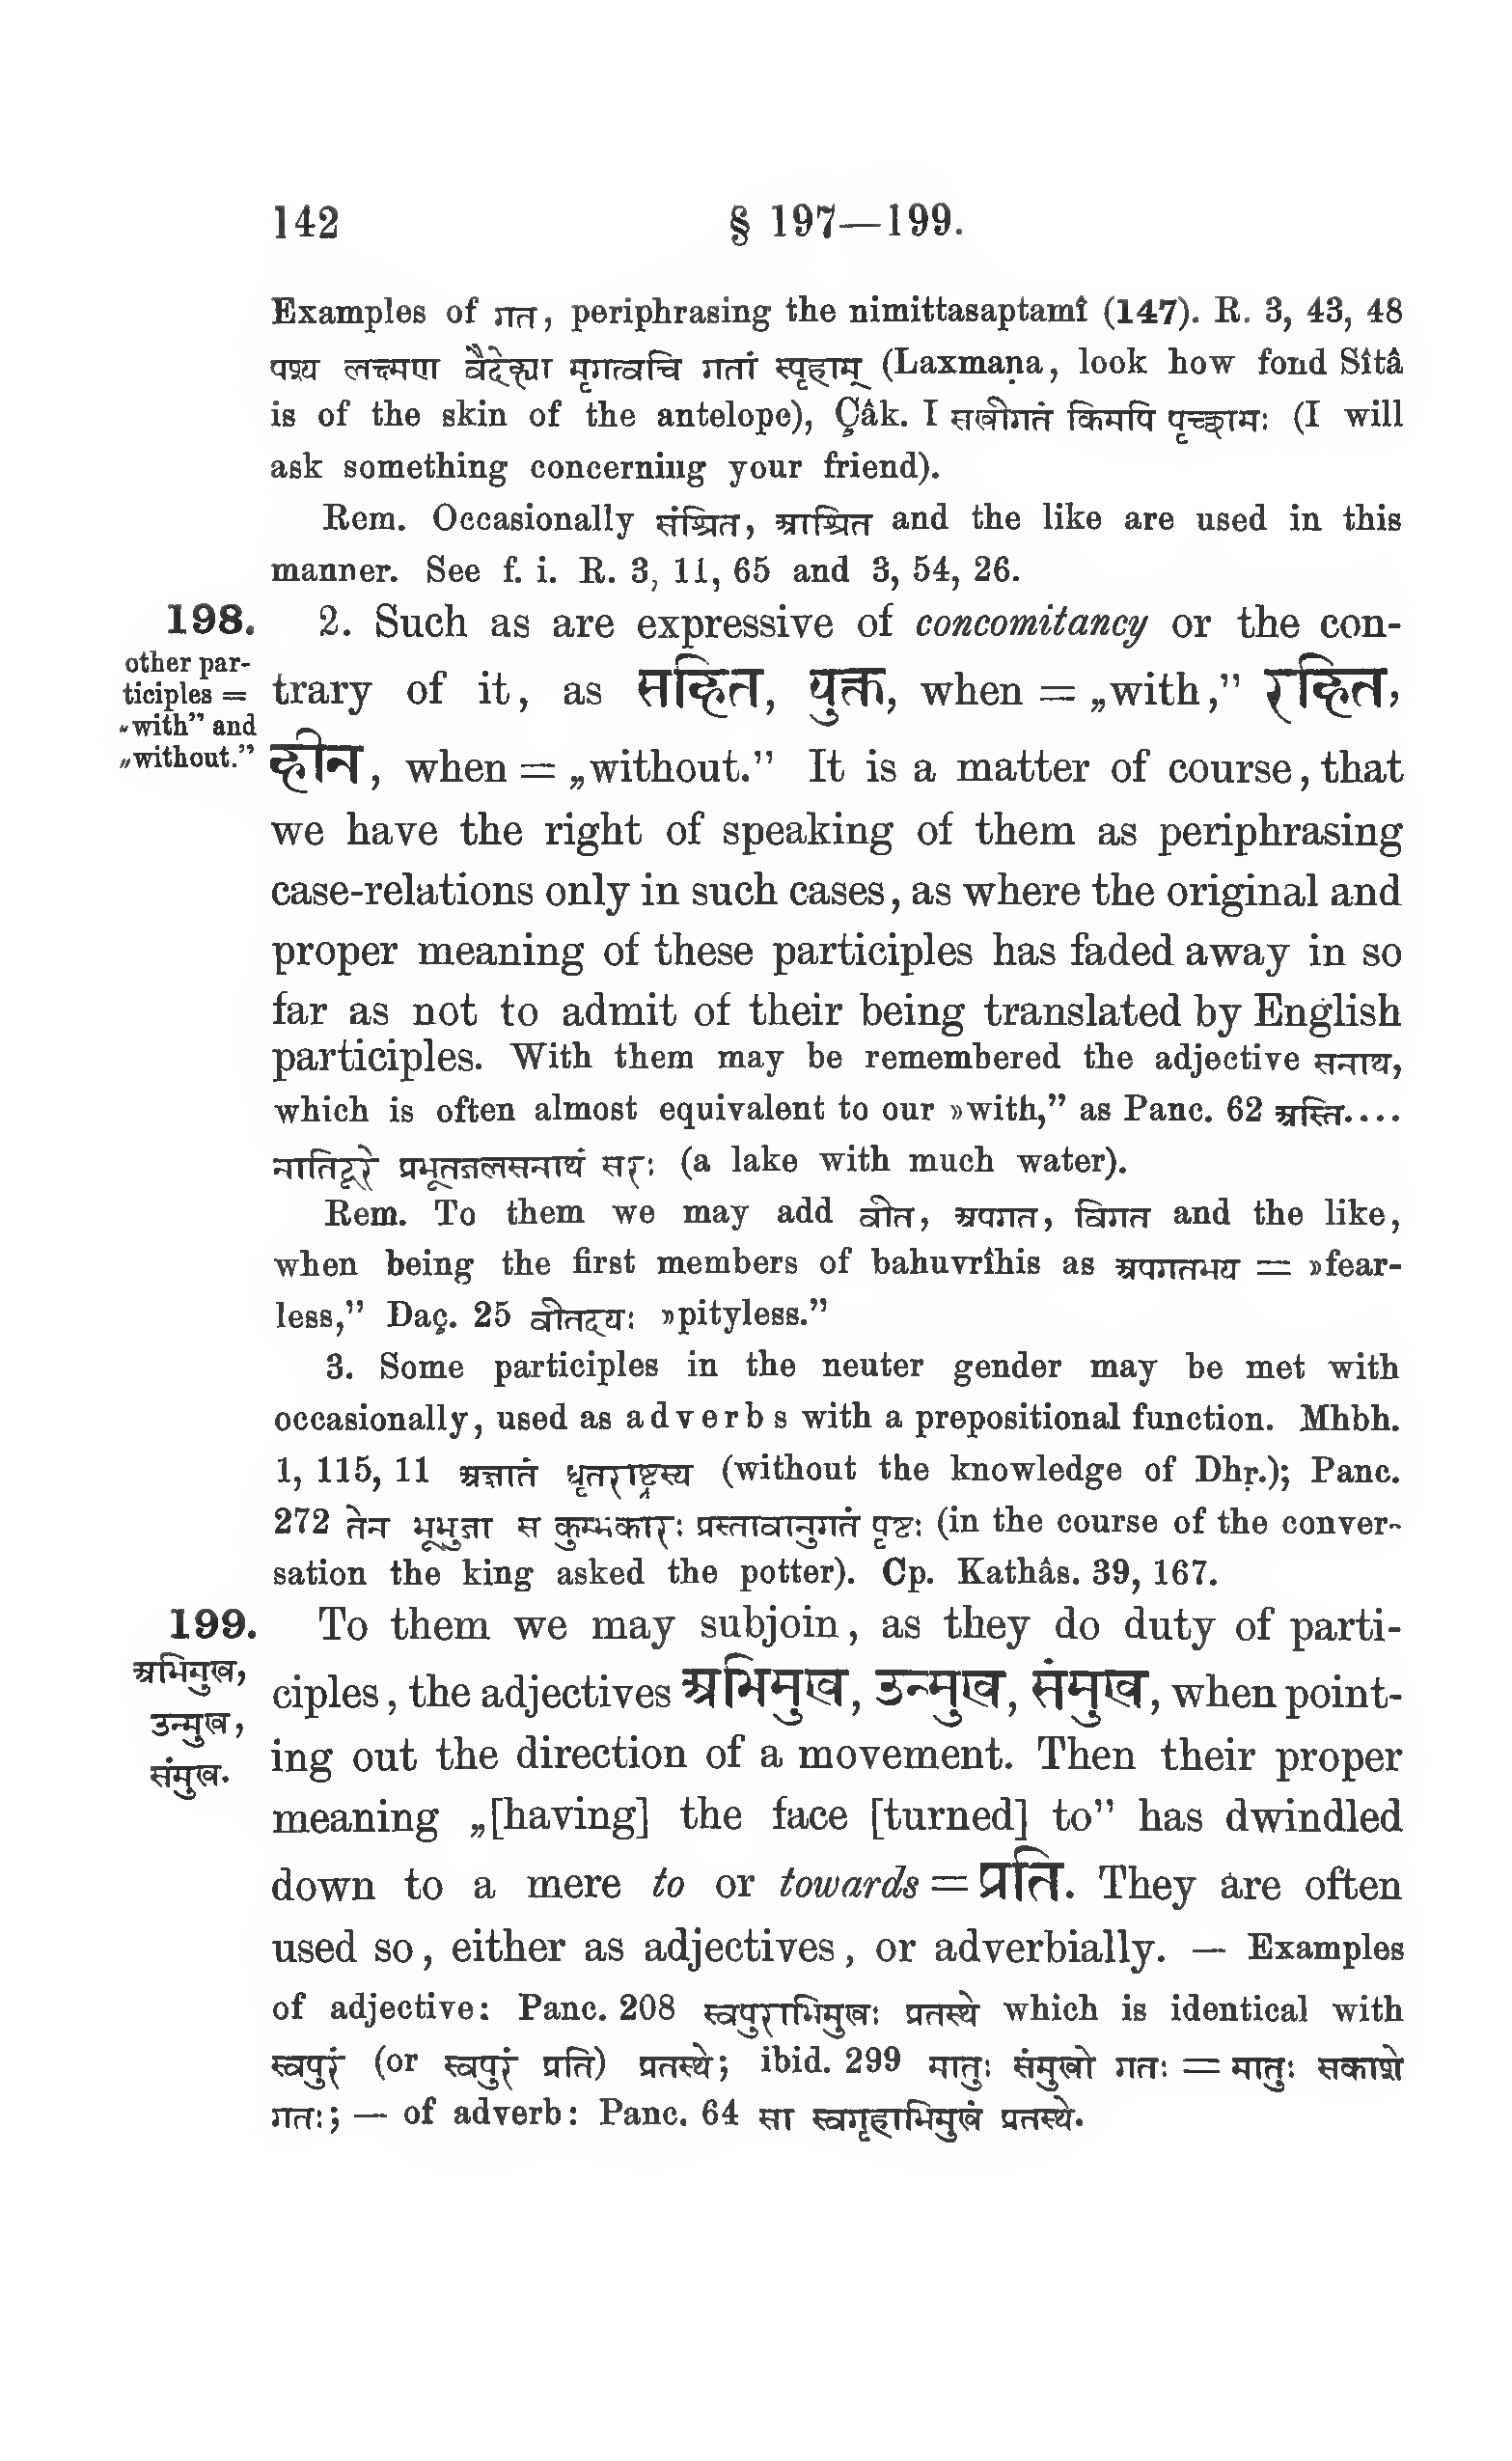 142 § 197—199.
Examples of गत, periphrasing the nimittasaptamî (147). R. 3, 43, 48
पश्य लक्ष्मण वैदेह्या मृगत्वचि गतां स्पृहाम् (Laxmaṇa, look how fond Sîtâ
is of the skin of the antelope), Çâk. I सखीगतं किमपि पृच्छामः (I will
ask something concerning your friend).
Rem. Occasionally संश्रित, आश्रित and the like are used in this
manner. See f. i. R. 3, 11, 65 and 3, 54, 26.
198. 2. Such as are expressive of concomitancy or the con-
other par-
ticiples =
„with” and
„without.”
trary of it, as सहित, युक्त, when = „with,” रहित,
हीन, when = „without.” It is a matter of course, that
we have the right of speaking of them as periphrasing
case-relations only in such cases, as where the original and
proper meaning of these participles has faded away in so
far as not to admit of their being translated by English
participles. With them may be remembered the adjective सनाथ,
which is often almost equivalent to our »with,” as Panc. 62 अस्ति....
नातिदूरे प्रभूतजलसनाथं सरः (a lake with much water).
Rem. To them we may add वीत, अपगत, विगत and the like,
when being the first members of bahuvrîhis as अपगतभय = »fear-
less,” Daç. 25 वीतदयः »pityless.”
3. Some participles in the neuter gender may be met with
occasionally, used as adverbs with a prepositional function. Mhbh.
1, 115, 11 अज्ञातं धृतराष्ट्रस्य (without the knowledge of Dhṛ.); Panc.
272 तेन भूभुजा स कुम्भकारः प्रस्तावानुगतं पृष्टः (in the course of the conver-
sation the king asked the potter). Cp. Kathâs. 39, 167.
199. To them we may subjoin, as they do duty of parti-
अभिमुख,
उन्मुख,
संमुख.
ciples, the adjectives अभिमुख, उन्मुख, संमुख, when point-
ing out the direction of a movement. Then their proper
meaning „[having] the face [turned] to” has dwindled
down to a mere to or towards = प्रति. They are often
used so, either as adjectives, or adverbially. — Examples
of adjective: Panc. 208 स्वपुराभिमुखः प्रतस्थे which is identical with
स्वपुरं (or स्वपुरं प्रति) प्रतस्थे; ibid. 299 मातुः संमुखो गतः = मातुः सकाशे
गतः; — of adverb: Panc. 64 सा स्वगृहाभिमुखं प्रतस्थे.